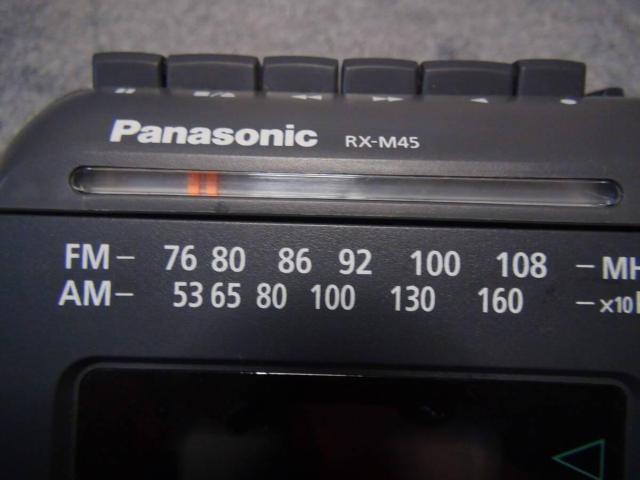 Panasonic RX-M45
FM– 76 80 86 92 100 108 –MH
AM– 53 65 80 100 130 160 –x10